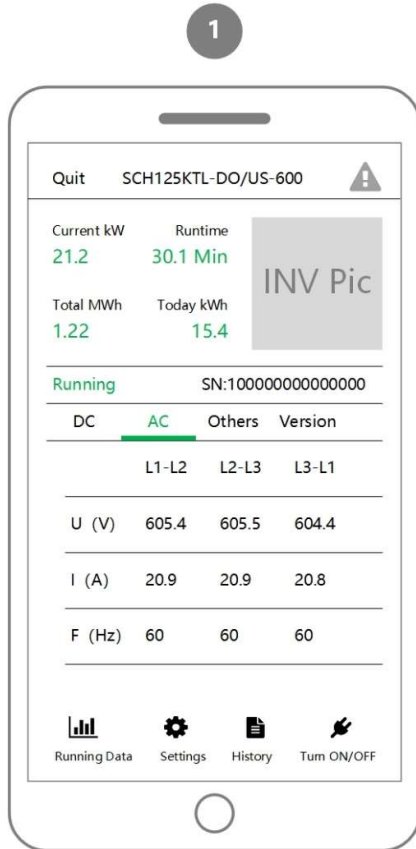 1
Quit SCH125KTL-DO/US-600
Current kW Runtime
21.2 30.1 Min
Total MWh Today kWh
1.22 15.4
INV Pic
Running SN:100000000000000
DC AC Others Version
L1-L2 L2-L3 L3-L1
U (V) 605.4 605.5 604.4
I (A) 20.9 20.9 20.8
F (Hz) 60 60 60
Running Data Settings History Turn ON/OFF